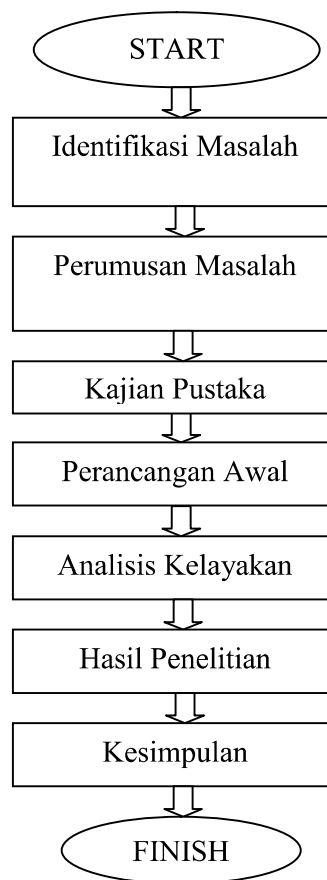 START
Identifikasi Masalah
Perumusan Masalah
Kajian Pustaka
Perancangan Awal
Analisis Kelayakan
Hasil Penelitian
Kesimpulan
FINISH